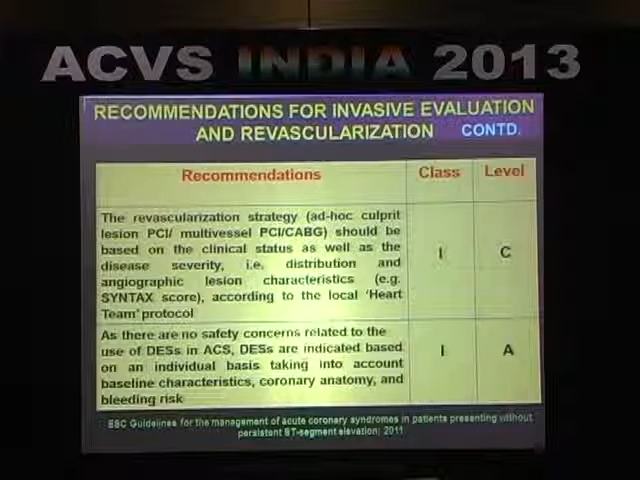 ACVS INDIA 2013
RECOMMENDATIONS FOR INVASIVE EVALUATION
AND REVASCULARIZATION CONTD.
Recommendations Class Level
The revascularization strategy (ad-hoc culprit
lesion PCI/ multivessel PCI/CABG) should be
based on the clinical status as well as the
disease severity, i.e. distribution and
angiographic lesion characteristics (e.g.
SYNTAX score), according to the local 'Heart
Team' protocol
I C
As there are no safety concerns related to the
use of DESs in ACS, DESs are indicated based
on an individual basis taking into account
baseline characteristics, coronary anatomy, and
bleeding risk
I A
ESC Guidelines for the management of acute coronary syndromes in patients presenting without
persistent ST-segment elevation; 2011